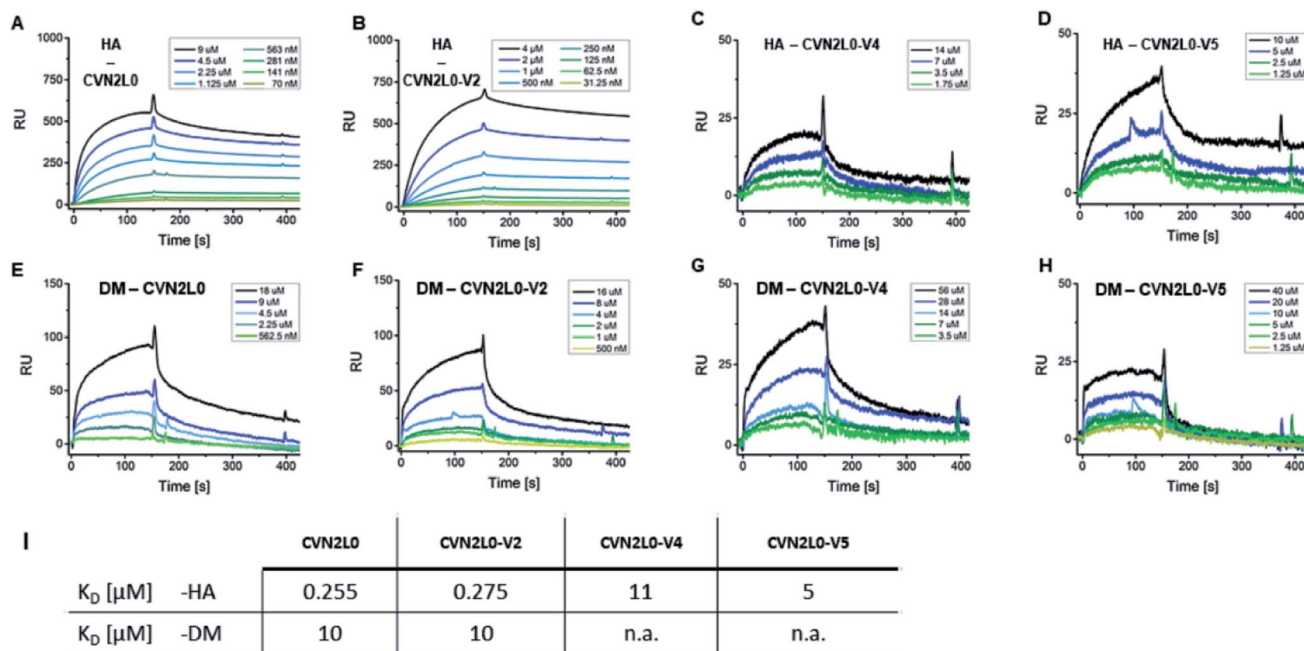 A
HA
–
CVN2L0
9 uM 563 nM
4.5 uM 281 nM
2.25 uM 141 nM
1.125 uM 70 nM
1000
750
500
250
0
RU
0 100 200 300 400
Time [s]
B
HA
–
CVN2L0-V2
4 µM 250 nM
2 µM 125 nM
1 µM 62.5 nM
500 nM 31.25 nM
1000
750
500
250
0
RU
0 100 200 300 400
Time [s]
C
HA – CVN2L0-V4
14 uM
7 uM
3.5 uM
1.75 uM
50
25
0
RU
0 100 200 300 400
Time [s]
D
HA – CVN2L0-V5
10 uM
5 uM
2.5 uM
1.25 uM
50
25
0
RU
0 100 200 300 400
Time [s]
E
DM – CVN2L0
18 uM
9 uM
4.5 uM
2.25 uM
562.5 nM
150
100
50
0
RU
0 100 200 300 400
Time [s]
F
DM – CVN2L0-V2
16 uM
8 uM
4 uM
2 uM
1 uM
500 nM
150
100
50
0
RU
0 100 200 300 400
Time [s]
G
DM – CVN2L0-V4
56 uM
28 uM
14 uM
7 uM
3.5 uM
50
25
0
RU
0 100 200 300 400
Time [s]
H
DM – CVN2L0-V5
40 uM
20 uM
10 uM
5 uM
2.5 uM
1.25 uM
50
25
0
RU
0 100 200 300 400
Time [s]
I
CVN2L0 CVN2L0-V2 CVN2L0-V4 CVN2L0-V5
K_D [µM] -HA 0.255 0.275 11 5
K_D [µM] -DM 10 10 n.a. n.a.